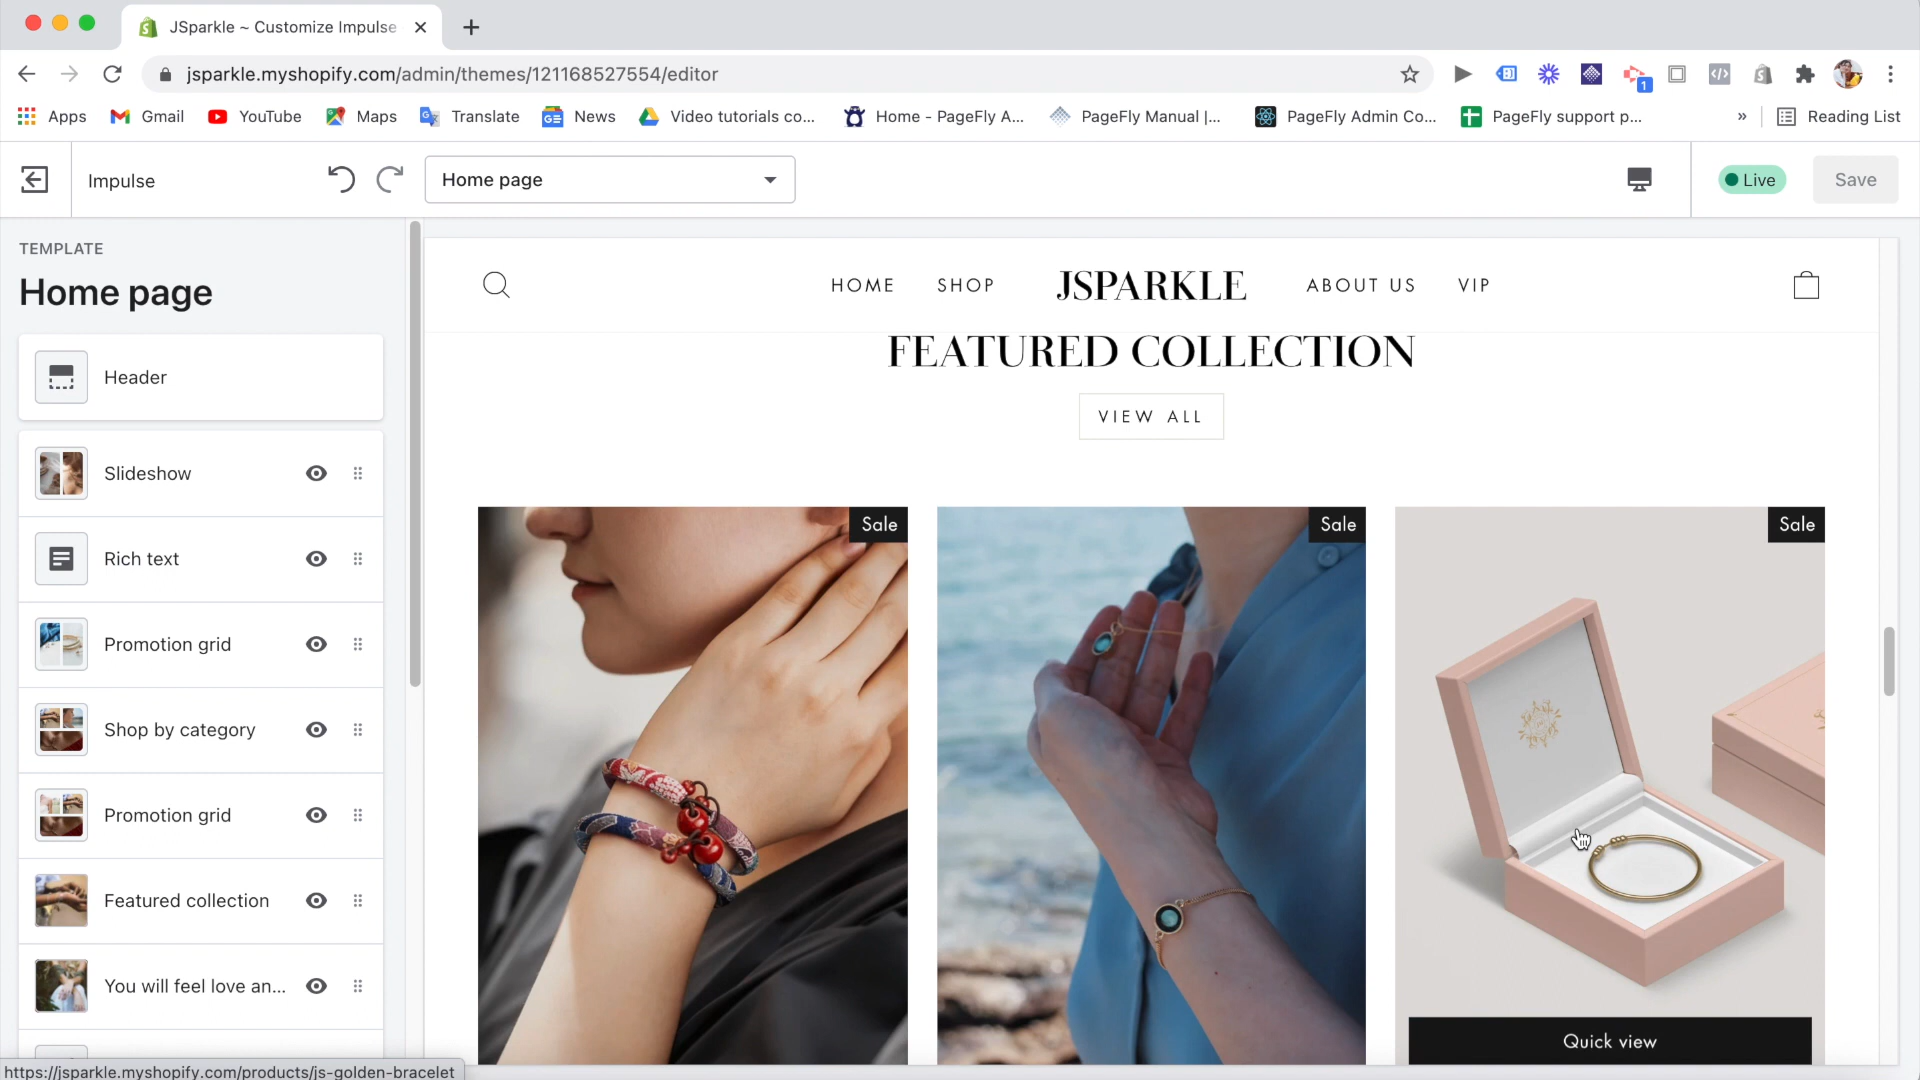 JSparkle ~ Customize Impulse
jsparkle.myshopify.com/admin/themes/121168527554/editor
1
Apps
Gmail
YouTube
Maps
Translate
News
Video tutorials co...
Home - PageFly A...
PageFly Manual |...
PageFly Admin Co...
PageFly support p...
»
Reading List
Impulse
Home page
Live
Save
TEMPLATE
Home page
Header
Slideshow
Rich text
Promotion grid
Shop by category
Promotion grid
Featured collection
You will feel love an...
HOME
SHOP
JSPARKLE
ABOUT US
VIP
FEATURED COLLECTION
VIEW ALL
Sale
Sale
Sale
Quick view
https://jsparkle.myshopify.com/products/js-golden-bracelet